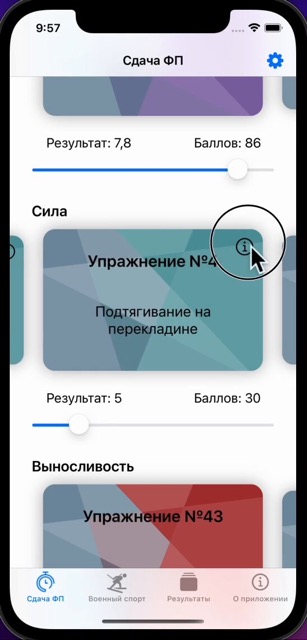 9:57
Сдача ФП
Результат: 7,8 Баллов: 86
Сила
Упражнение №4
Подтягивание на
перекладине
Результат: 5 Баллов: 30
Выносливость
Упражнение №43
Сдача ФП Военный спорт Результаты О приложении